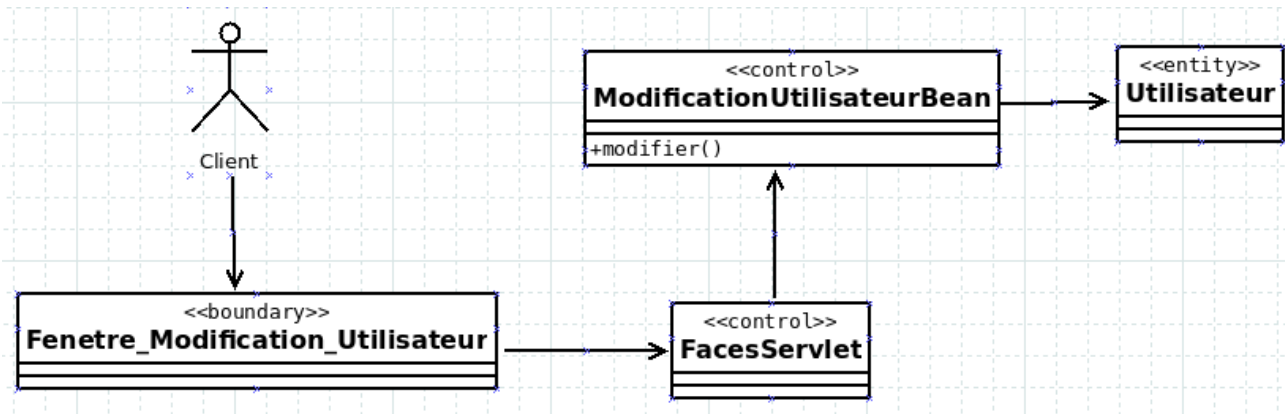 Client
<<boundary>>
Fenetre_Modification_Utilisateur
<<control>>
FacesServlet
<<control>>
ModificationUtilisateurBean
+modifier()
<<entity>>
Utilisateur